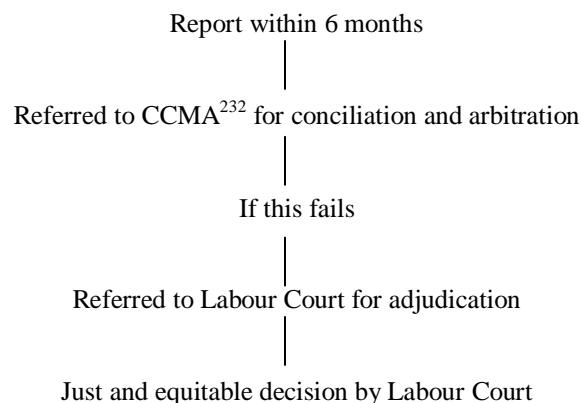 Report within 6 months
Referred to CCMA232 for conciliation and arbitration
If this fails
Referred to Labour Court for adjudication
Just and equitable decision by Labour Court